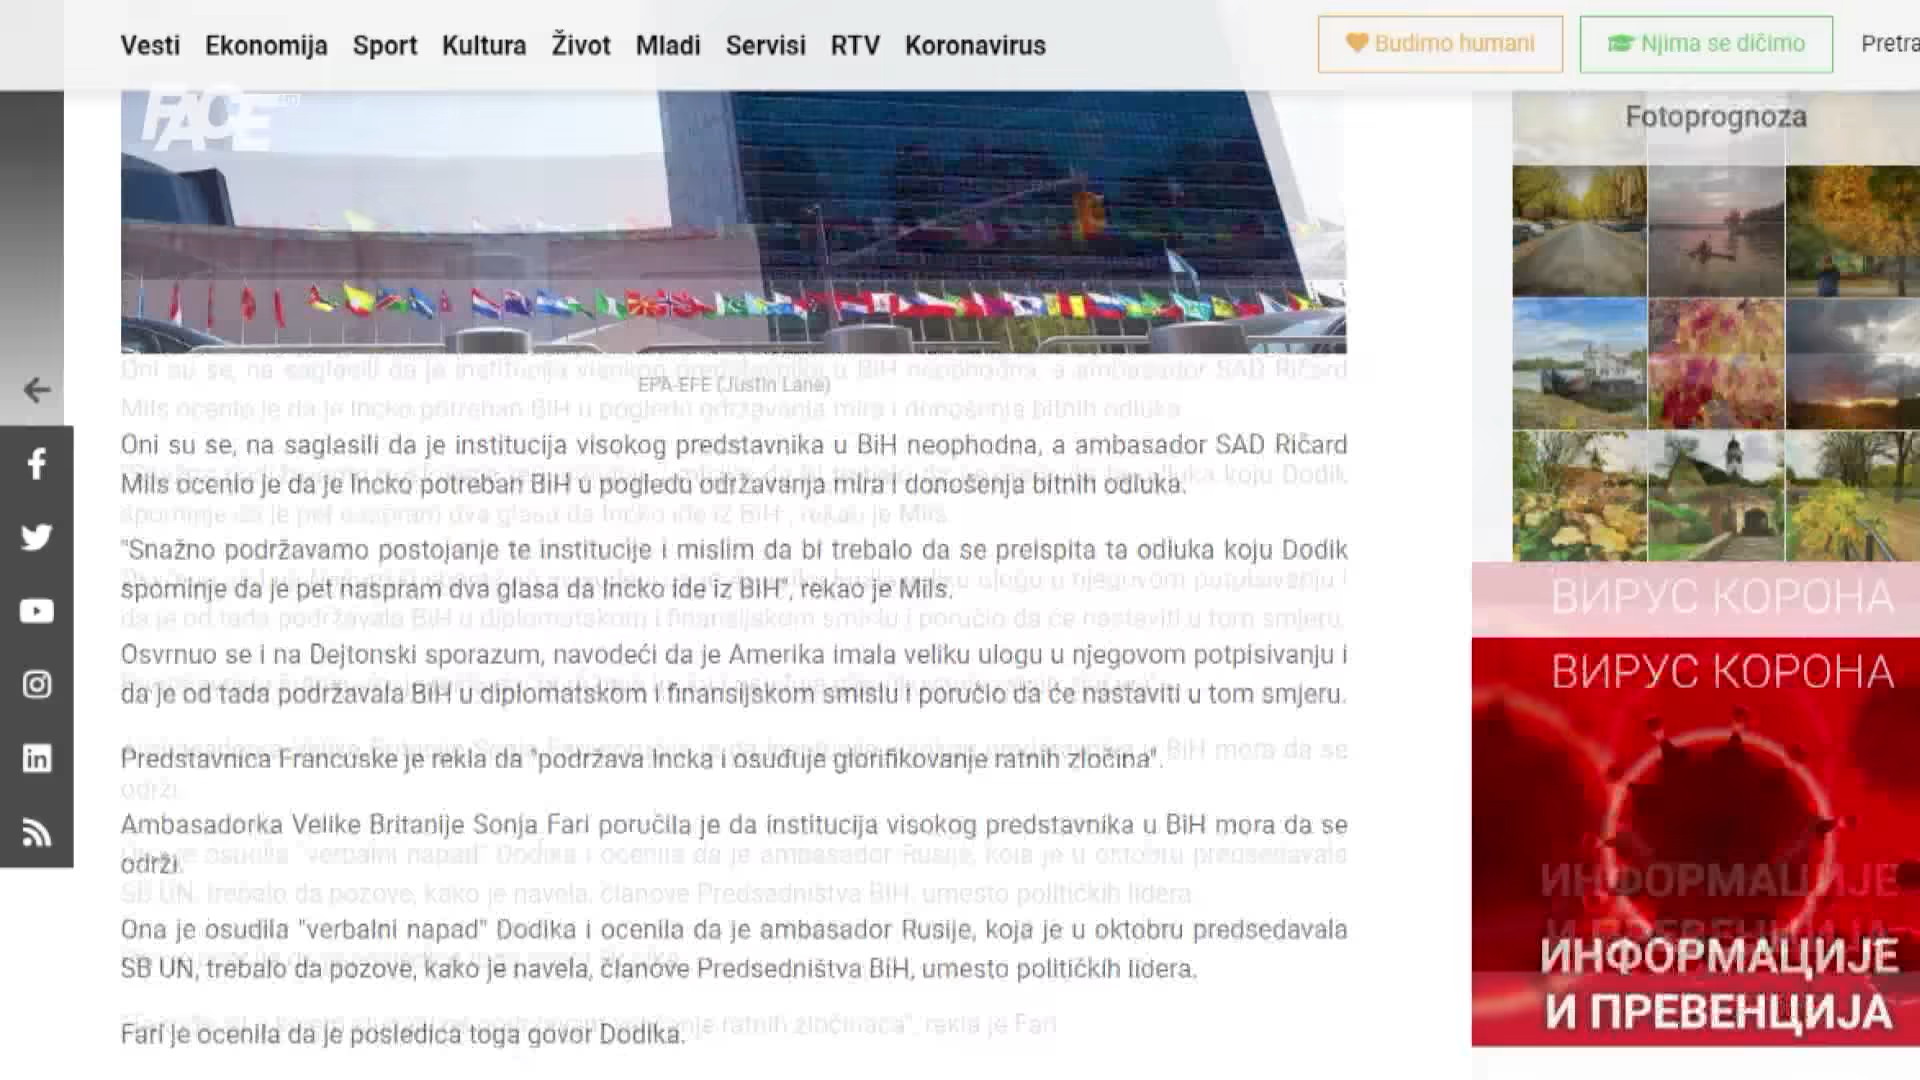 Vesti Ekonomija Sport Kultura Život Mladi Servisi RTV Koronavirus
Budimo humani
Njima se dičimo
Pretra
FACE
Fotoprognoza
EPA-EFE (Justin Lane)
Oni su se, na saglasili da je institucija visokog predstavnika u BiH neophodna, a ambasador SAD Ričard
Mils ocenio je da je Incko potreban BiH u pogledu održavanja mira i donošenja bitnih odluka.
"Snažno podržavamo postojanje te institucije i mislim da bi trebalo da se preispita ta odluka koju Dodik
spominje da je pet naspram dva glasa da Incko ide iz BiH", rekao je Mils.
Osvrnuo se i na Dejtonski sporazum, navodeći da je Amerika imala veliku ulogu u njegovom potpisivanju i
da je od tada podržavala BiH u diplomatskom i finansijskom smislu i poručio da će nastaviti u tom smjeru.
Predstavnica Francuske je rekla da "podržava Incka i osuđuje glorifikovanje ratnih zločina".
Ambasadorka Velike Britanije Sonja Fari poručila je da institucija visokog predstavnika u BiH mora da se
održi.
Ona je osudila "verbalni napad" Dodika i ocenila da je ambasador Rusije, koja je u oktobru predsedavala
SB UN, trebalo da pozove, kako je navela, članove Predsedništva BiH, umesto političkih lidera.
Fari je ocenila da je posledica toga govor Dodika.
ВИРУС КОРОНА
ВИРУС КОРОНА
ИНФОРМАЦИЈЕ
И ПРЕВЕНЦИЈА